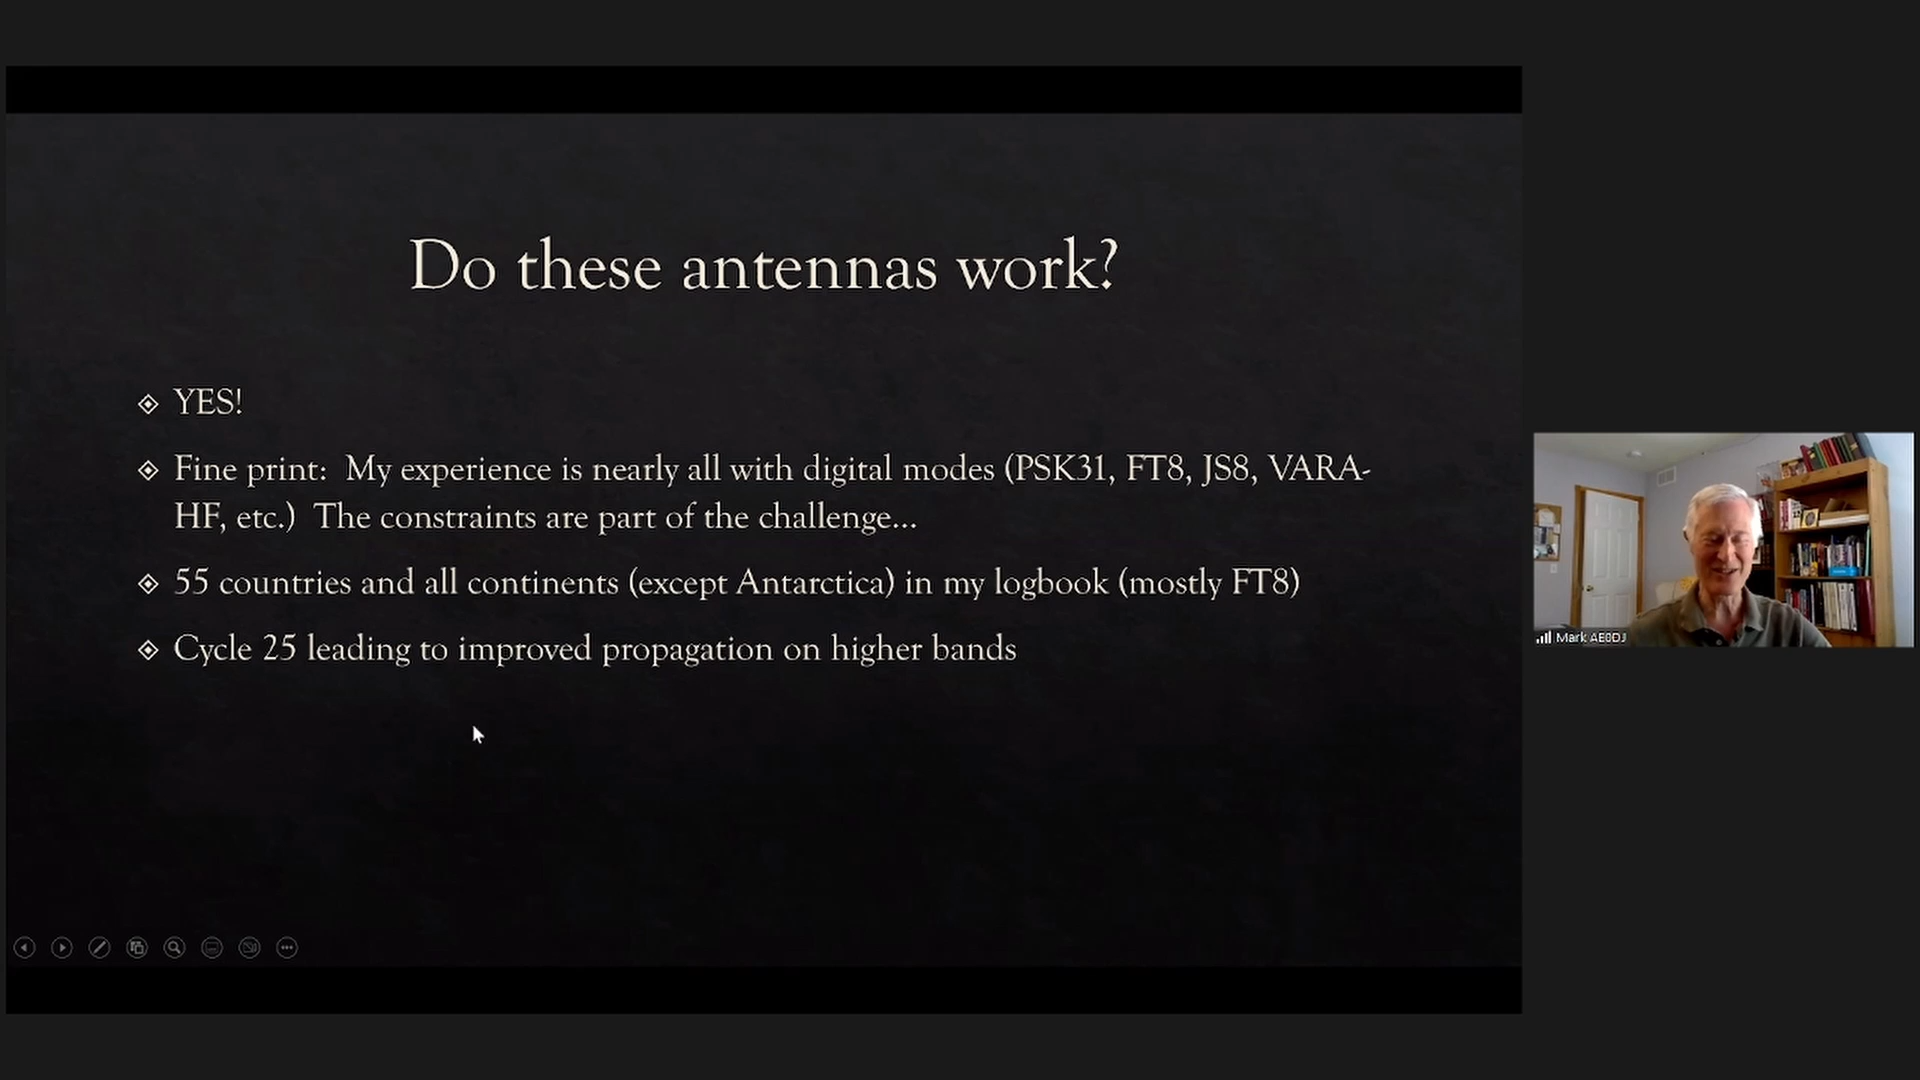 Do these antennas work?
YES!
Fine print:  My experience is nearly all with digital modes (PSK31, FT8, JS8, VARA-
HF, etc.)  The constraints are part of the challenge...
55 countries and all continents (except Antarctica) in my logbook (mostly FT8)
Cycle 25 leading to improved propagation on higher bands
Mark AE0DJ